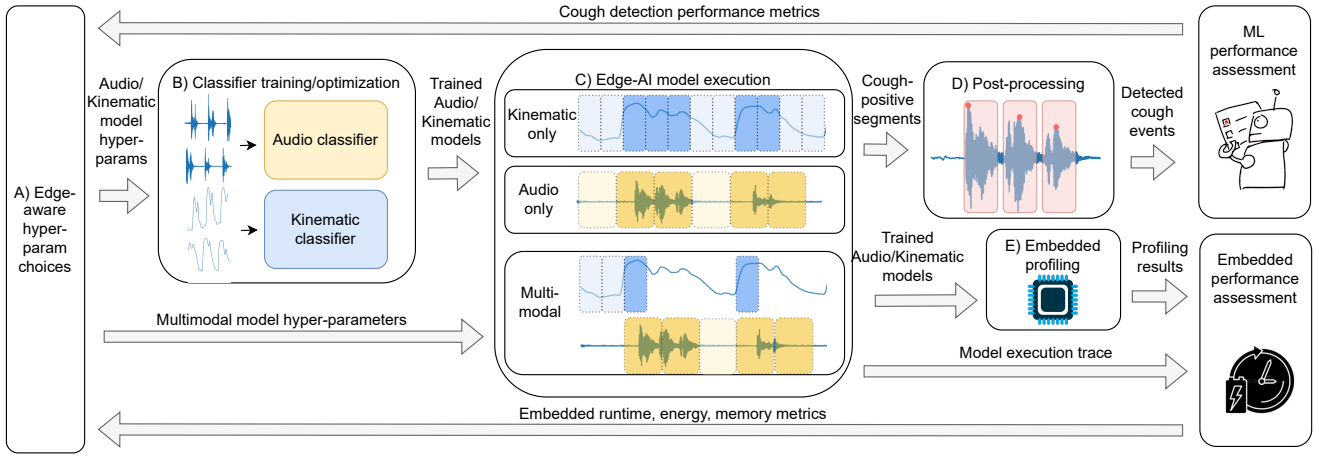 Cough detection performance metrics
A) Edge-
aware
hyper-
param
choices
Audio/
Kinematic
model
hyper-
params
B) Classifier training/optimization
Audio classifier
Kinematic
classifier
Trained
Audio/
Kinematic
models
C) Edge-AI model execution
Kinematic
only
Audio
only
Multi-
modal
Cough-
positive
segments
D) Post-processing
Detected
cough
events
ML
performance
assessment
Trained
Audio/Kinematic
models
E) Embedded
profiling
Profiling
results
Embedded
performance
assessment
Multimodal model hyper-parameters
Model execution trace
Embedded runtime, energy, memory metrics